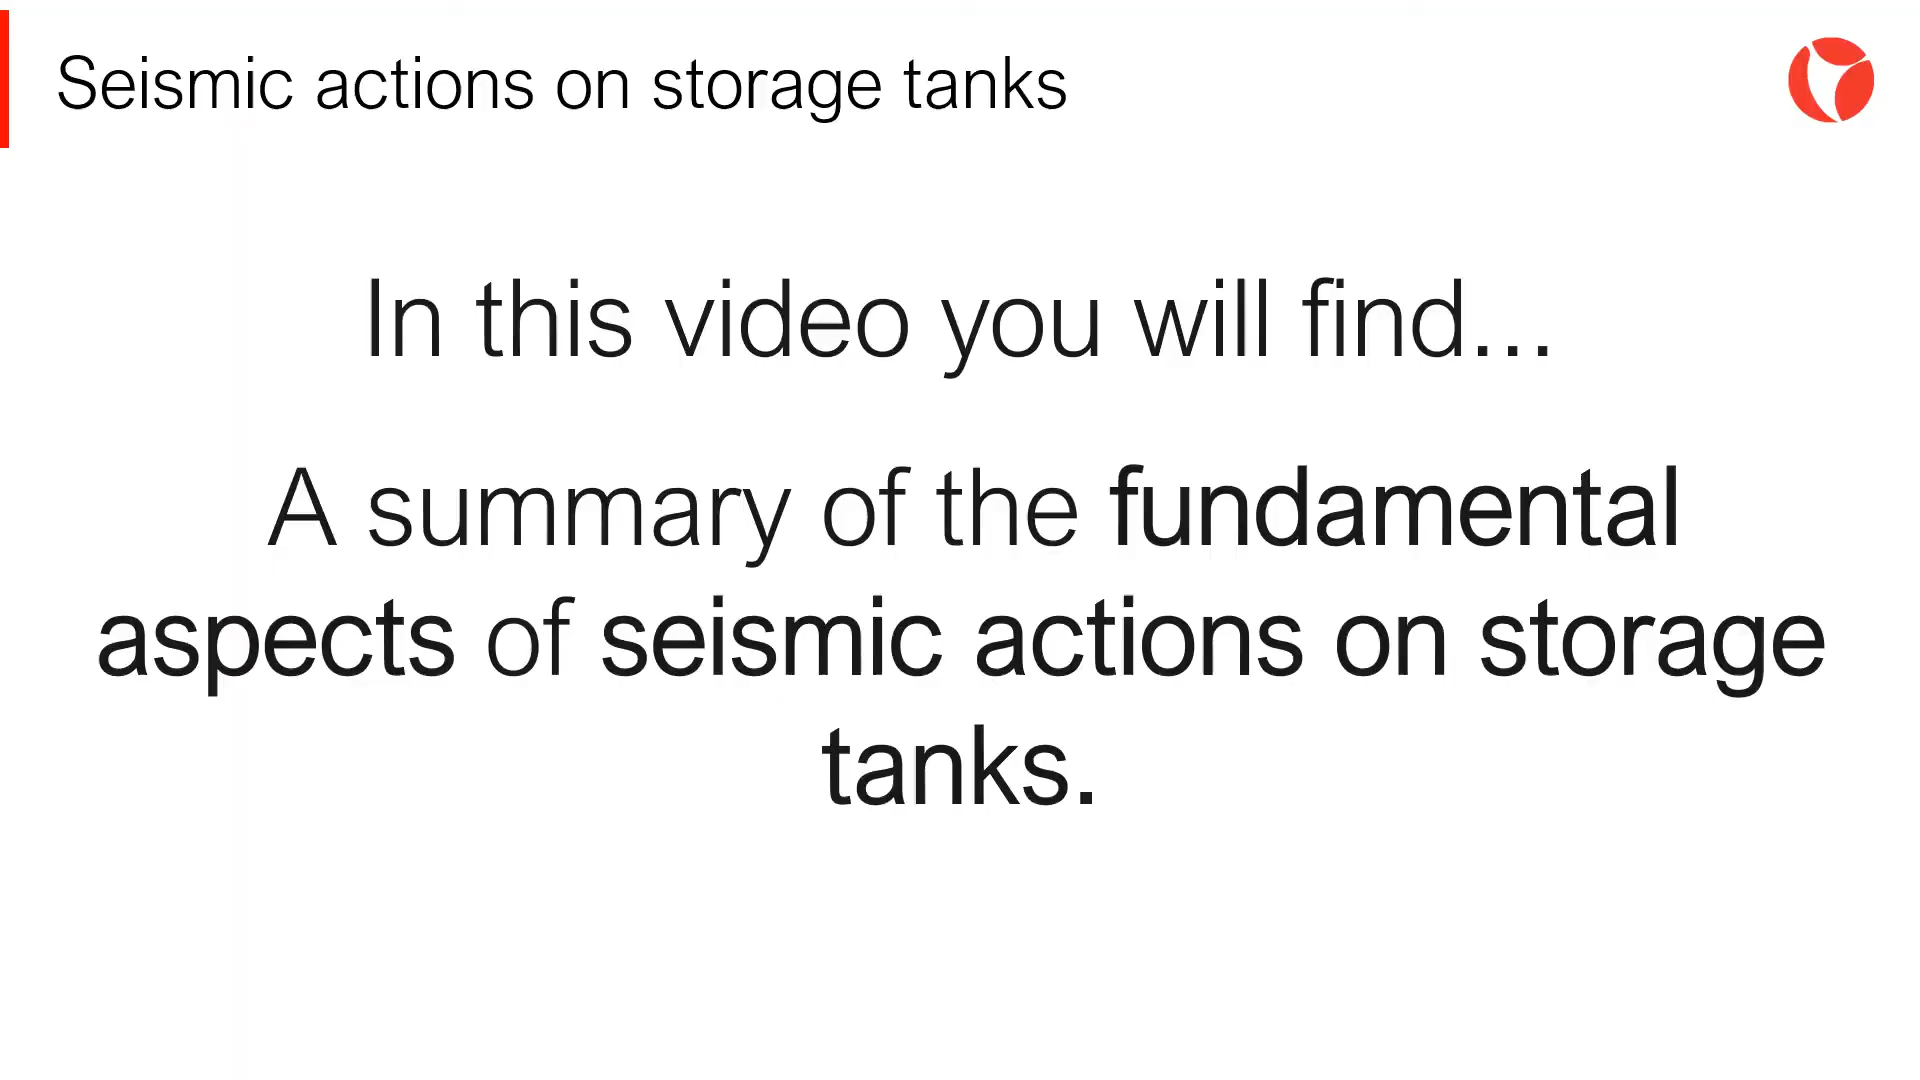 Seismic actions on storage tanks
In this video you will find...
A summary of the fundamental
aspects of seismic actions on storage
tanks.